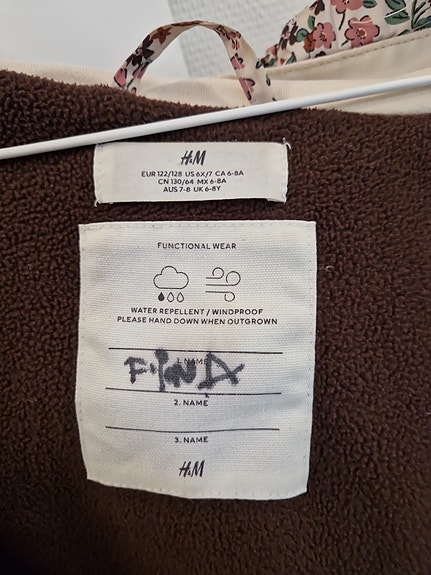 H&M
EUR 122/128 US 6X/7 CA 6-8A
CN 130/64 MX 6-8A
AUS 7-8 UK 6-8Y
FUNCTIONAL WEAR
WATER REPELLENT / WINDPROOF
PLEASE HAND DOWN WHEN OUTGROWN
1. NAME
2. NAME
3. NAME
H&M